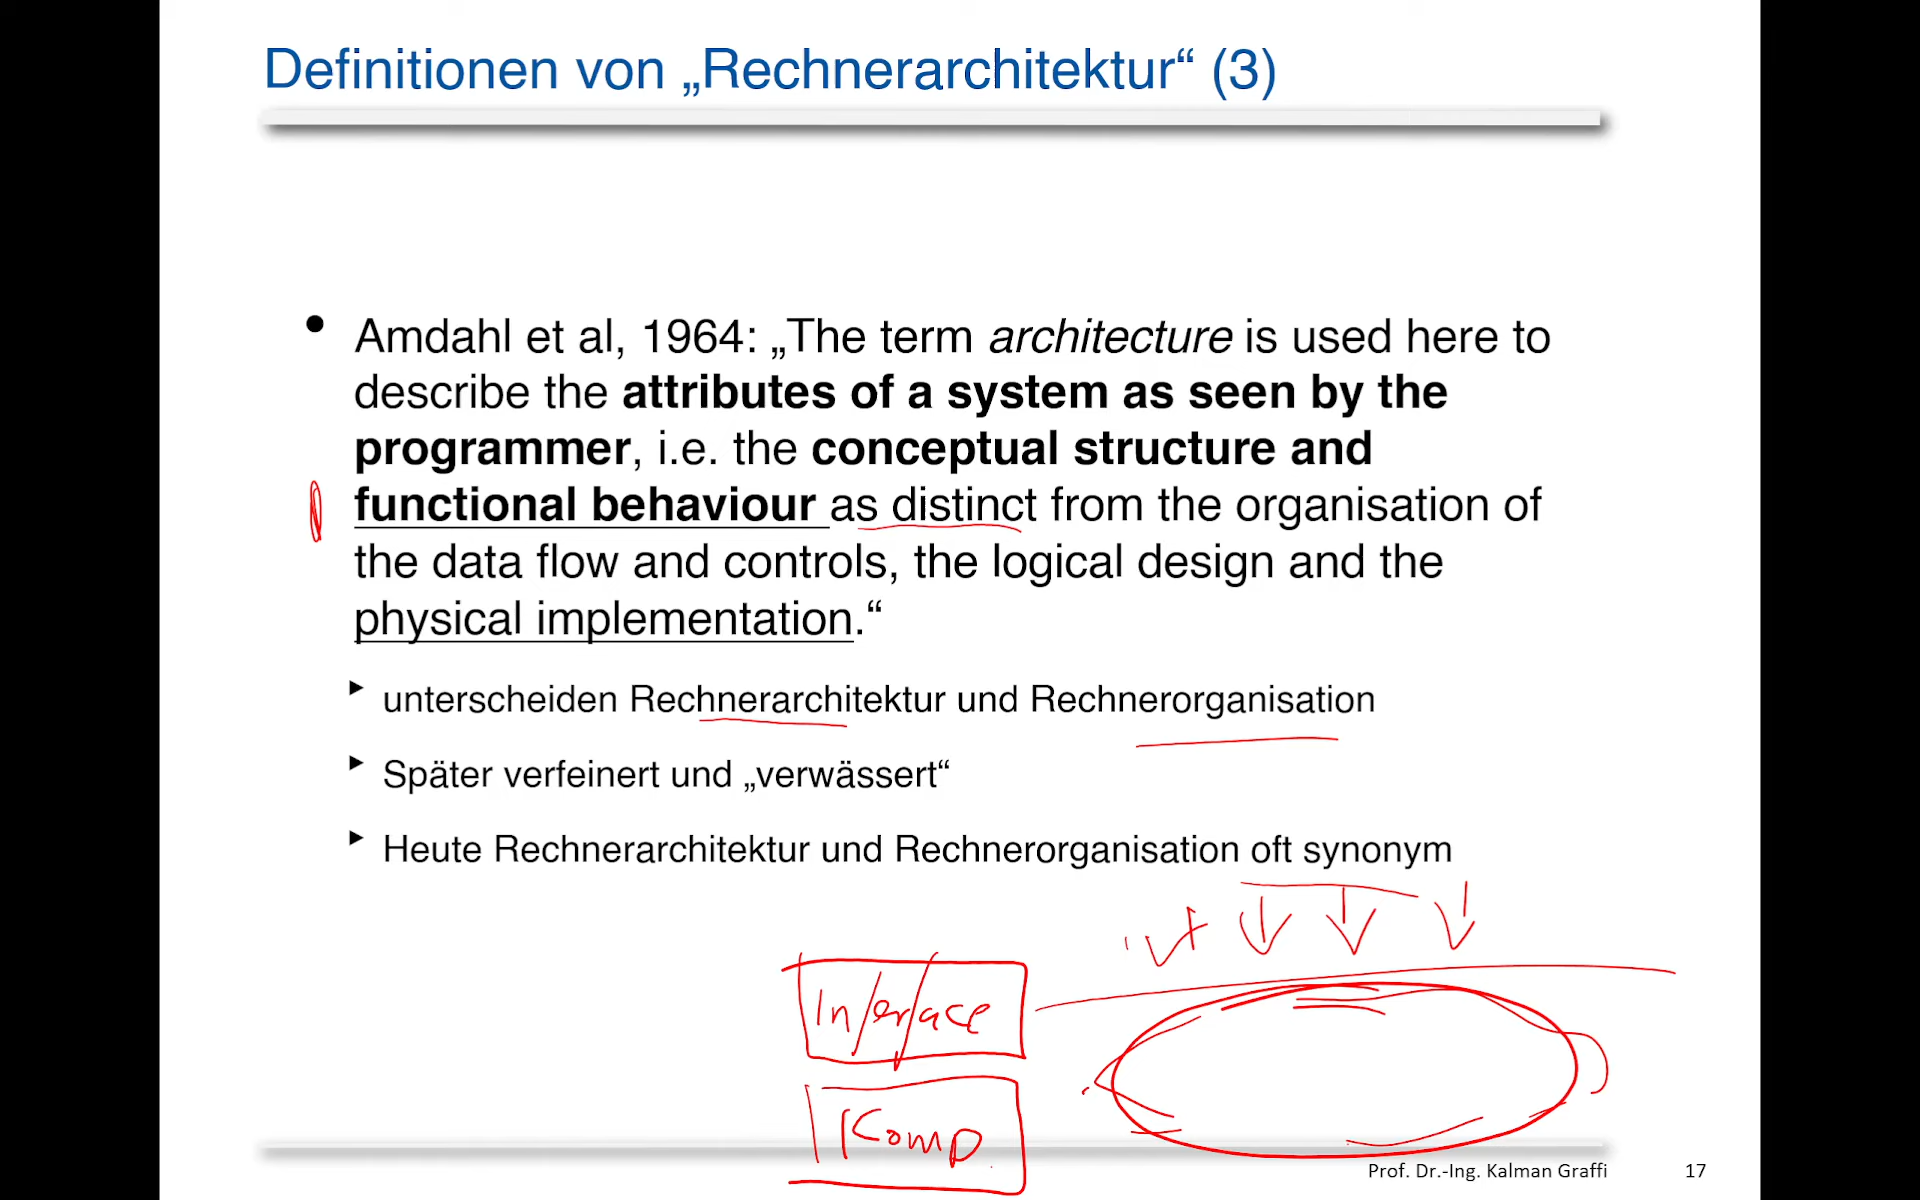 Definitionen von „Rechnerarchitektur“ (3)
• Amdahl et al, 1964: „The term architecture is used here to
describe the attributes of a system as seen by the
programmer, i.e. the conceptual structure and
functional behaviour as distinct from the organisation of
the data flow and controls, the logical design and the
physical implementation.“
‣ unterscheiden Rechnerarchitektur und Rechnerorganisation
‣ Später verfeinert und „verwässert“
‣ Heute Rechnerarchitektur und Rechnerorganisation oft synonym
Interface
Komp.
Prof. Dr.-Ing. Kalman Graffi
17